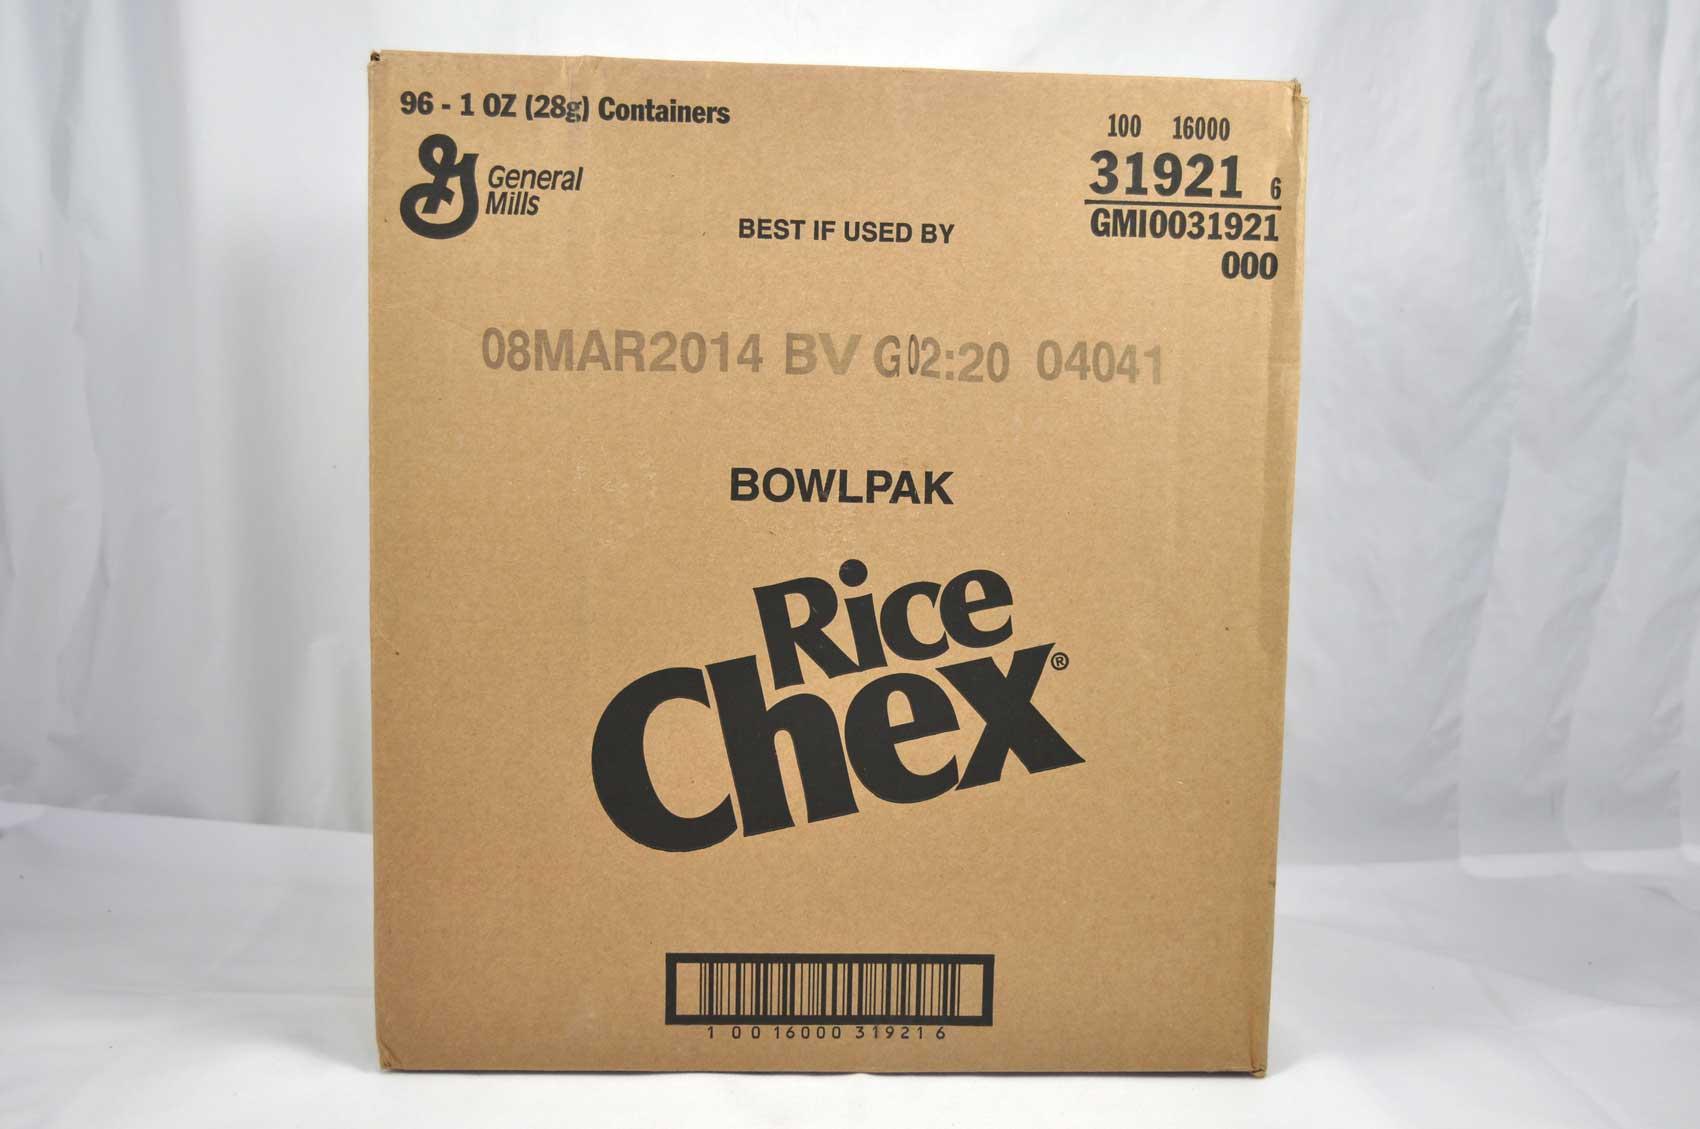 96 - 1 OZ (28g) Containers
General
Mills
100 16000
31921 6
GMI0031921
000
BEST IF USED BY
08MAR2014 BV G02:20 04041
BOWLPAK
Rice
Chex®
1 00 16000 31921 6